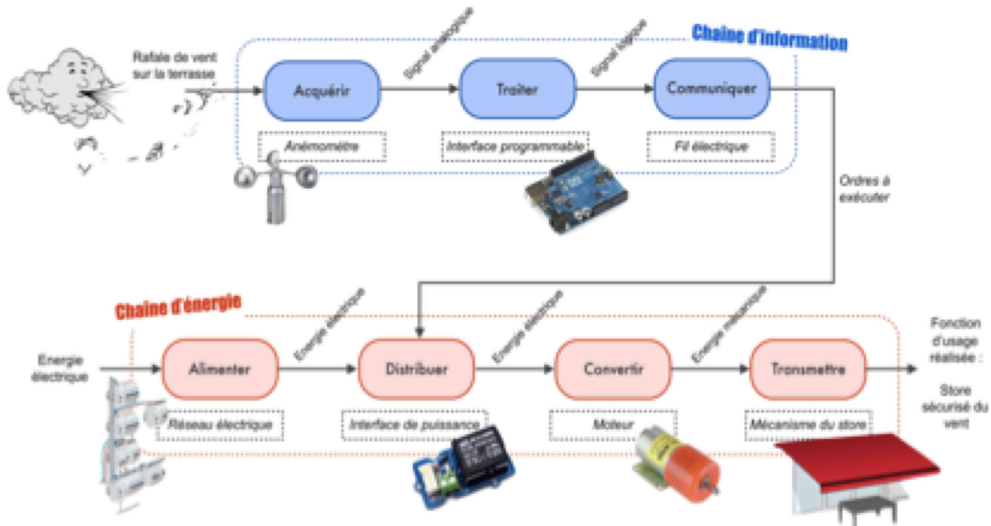 Chaîne d'information
Rafale de vent
sur la terrasse
Acquérir
Signal analogique
Traiter
Signal logique
Communiquer
Anémomètre
Interface programmable
Fil électrique
Ordres à
exécuter
Chaîne d'énergie
Energie
électrique
Alimenter
Energie électrique
Distribuer
Energie électrique
Convertir
Energie mécanique
Transmettre
Fonction
d'usage
réalisée :
Store
sécurisé du
vent
Réseau électrique
Interface de puissance
Moteur
Mécanisme du store